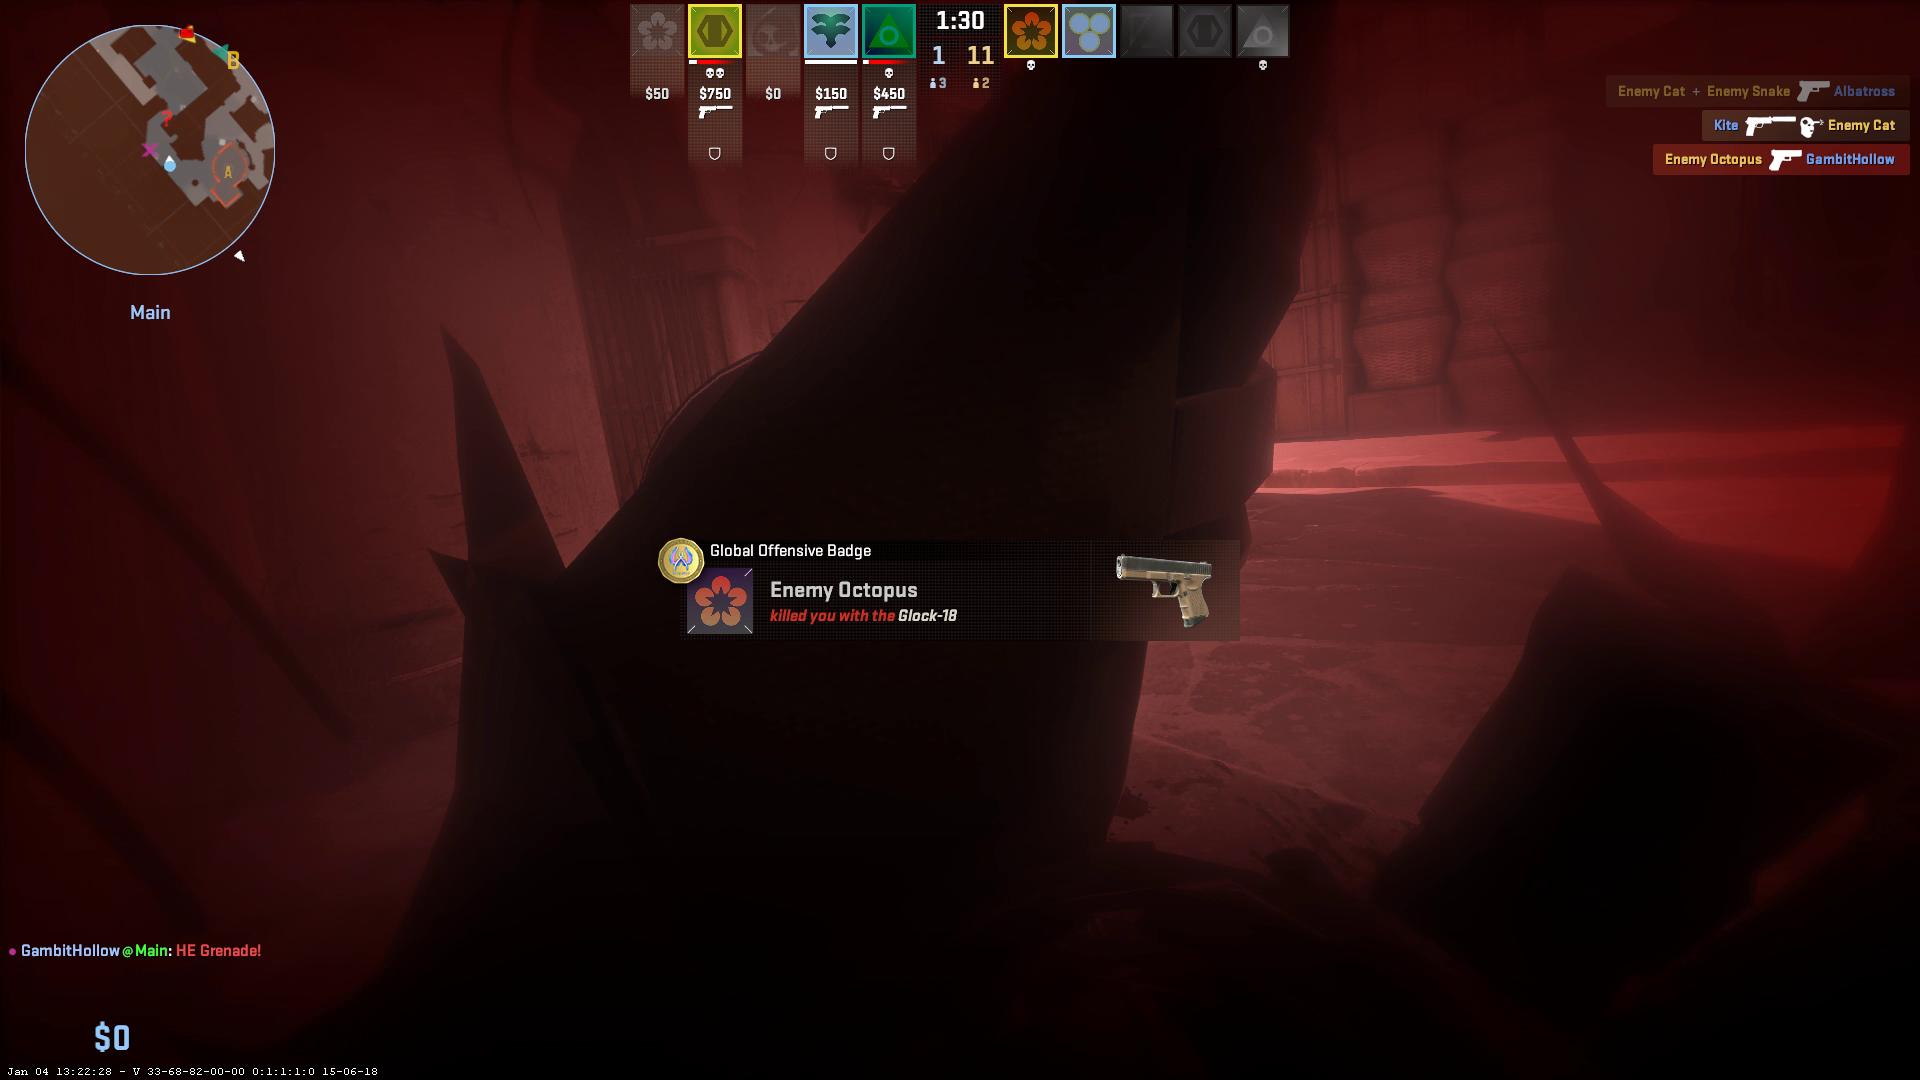 B
A
Main
$50
$750
$0
$150
$450
1:30
1 11
3 2
Enemy Cat + Enemy Snake Albatross
Kite Enemy Cat
Enemy Octopus GambitHollow
Global Offensive Badge
Enemy Octopus
killed you with the Glock-18
GambitHollow@Main: HE Grenade!
$0
Jan 04 13:22:28 - V 33-68-82-00-00 0:1:1:1:0 15-06-18